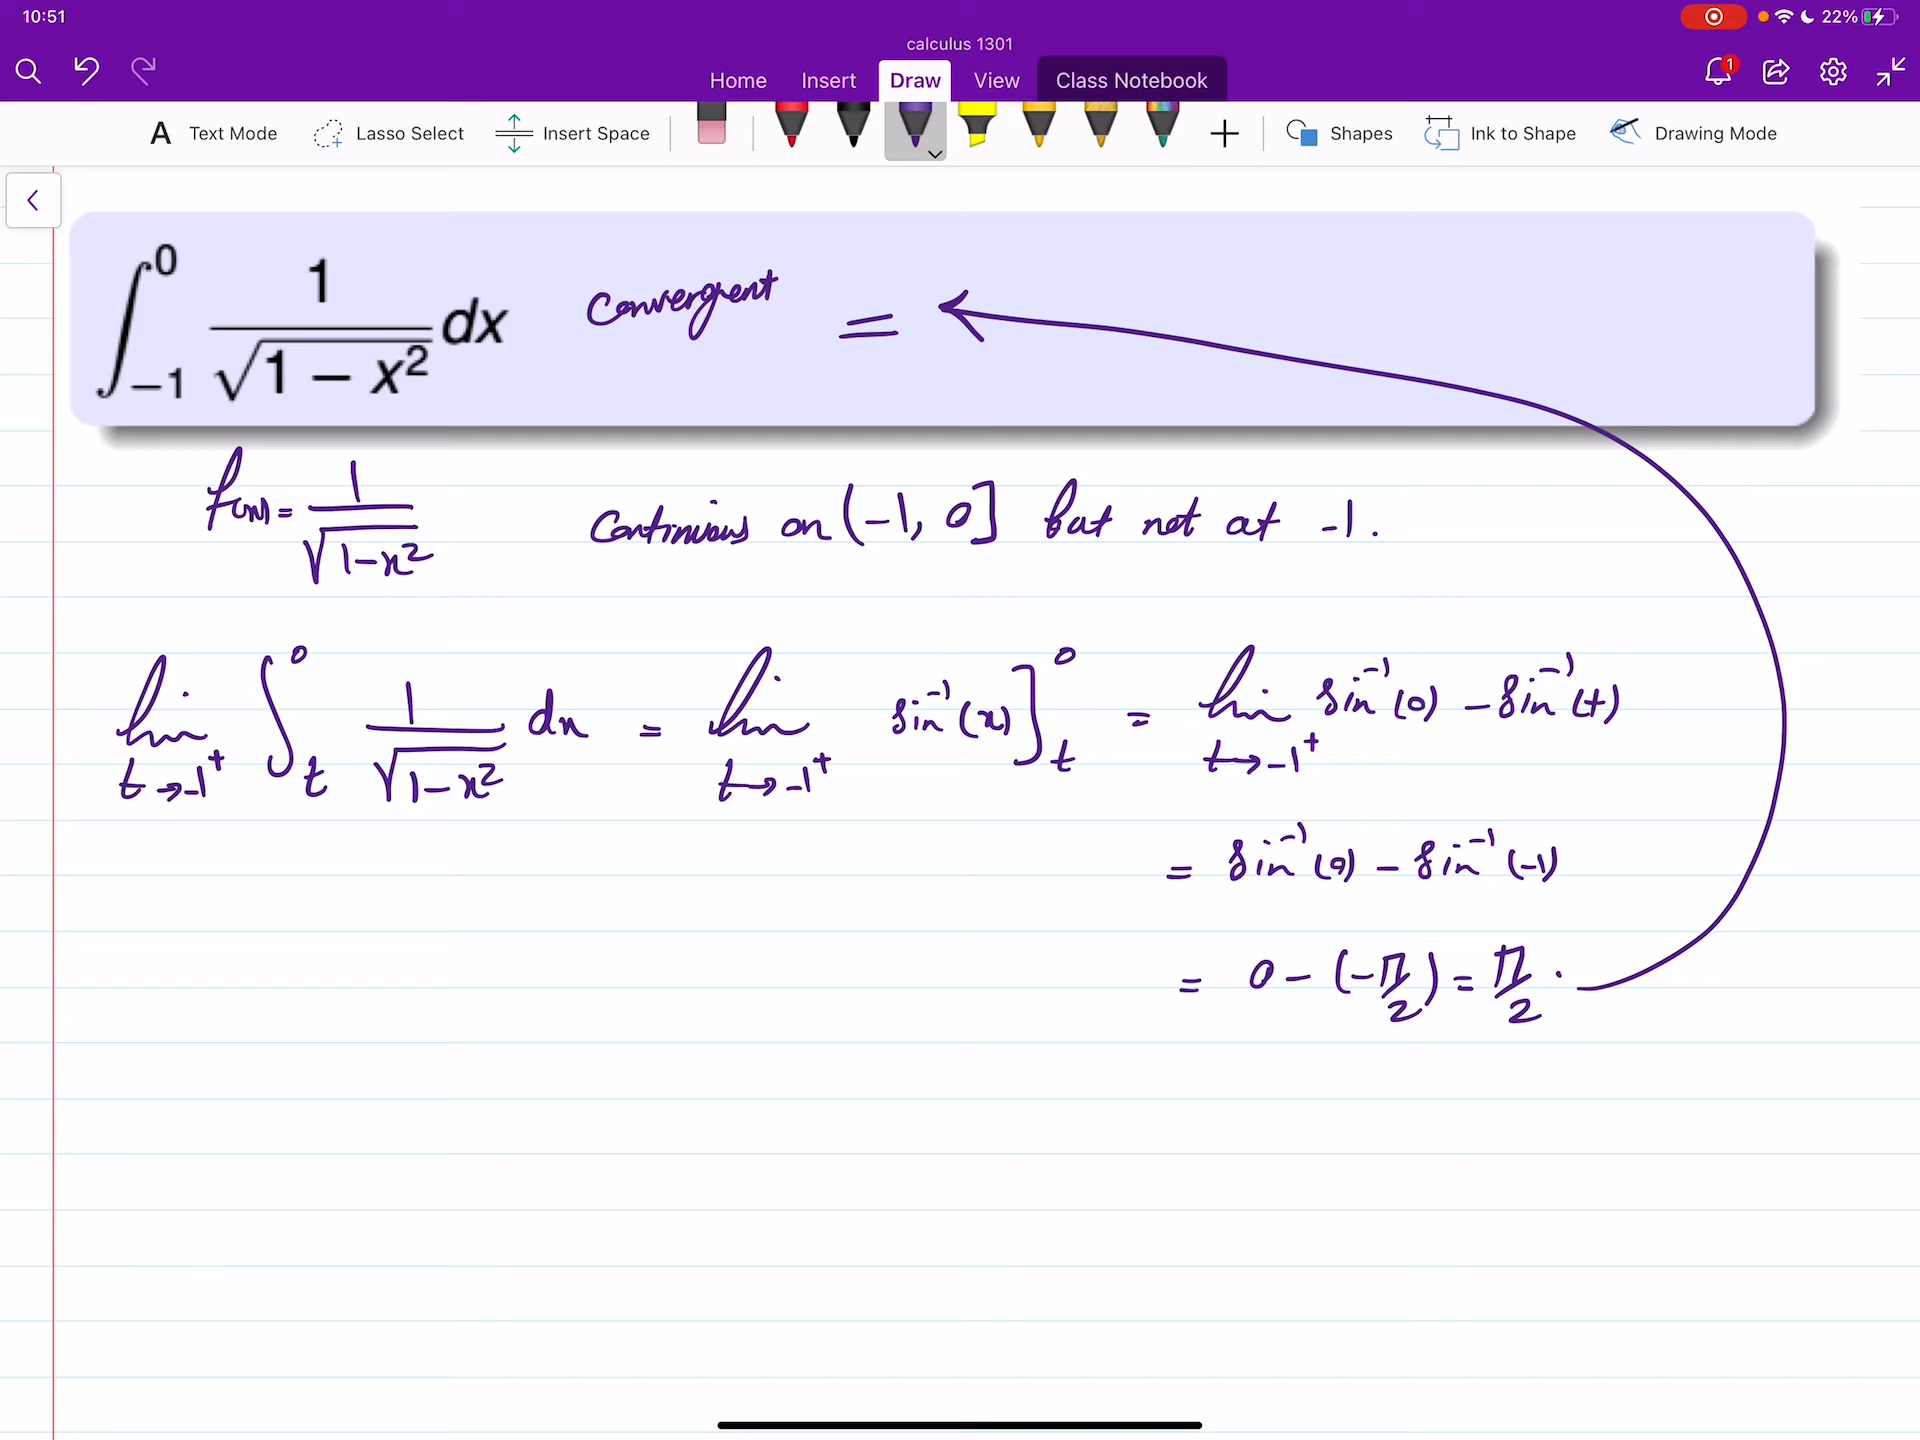 10:51
22%
calculus 1301
Home Insert Draw View Class Notebook
1
A Text Mode Lasso Select Insert Space Shapes Ink to Shape Drawing Mode
∫_{-1}^{0} 1/√(1 − x²) dx Convergent =
f(x) = 1/√(1-x²) Continuous on (-1, 0] but not at -1.
lim_{t→-1⁺} ∫_{t}^{0} 1/√(1-x²) dx = lim_{t→-1⁺} sin⁻¹(x)]_{t}^{0} = lim_{t→-1⁺} sin⁻¹(0) - sin⁻¹(t)
= sin⁻¹(0) - sin⁻¹(-1)
= 0 - (-π/2) = π/2 .